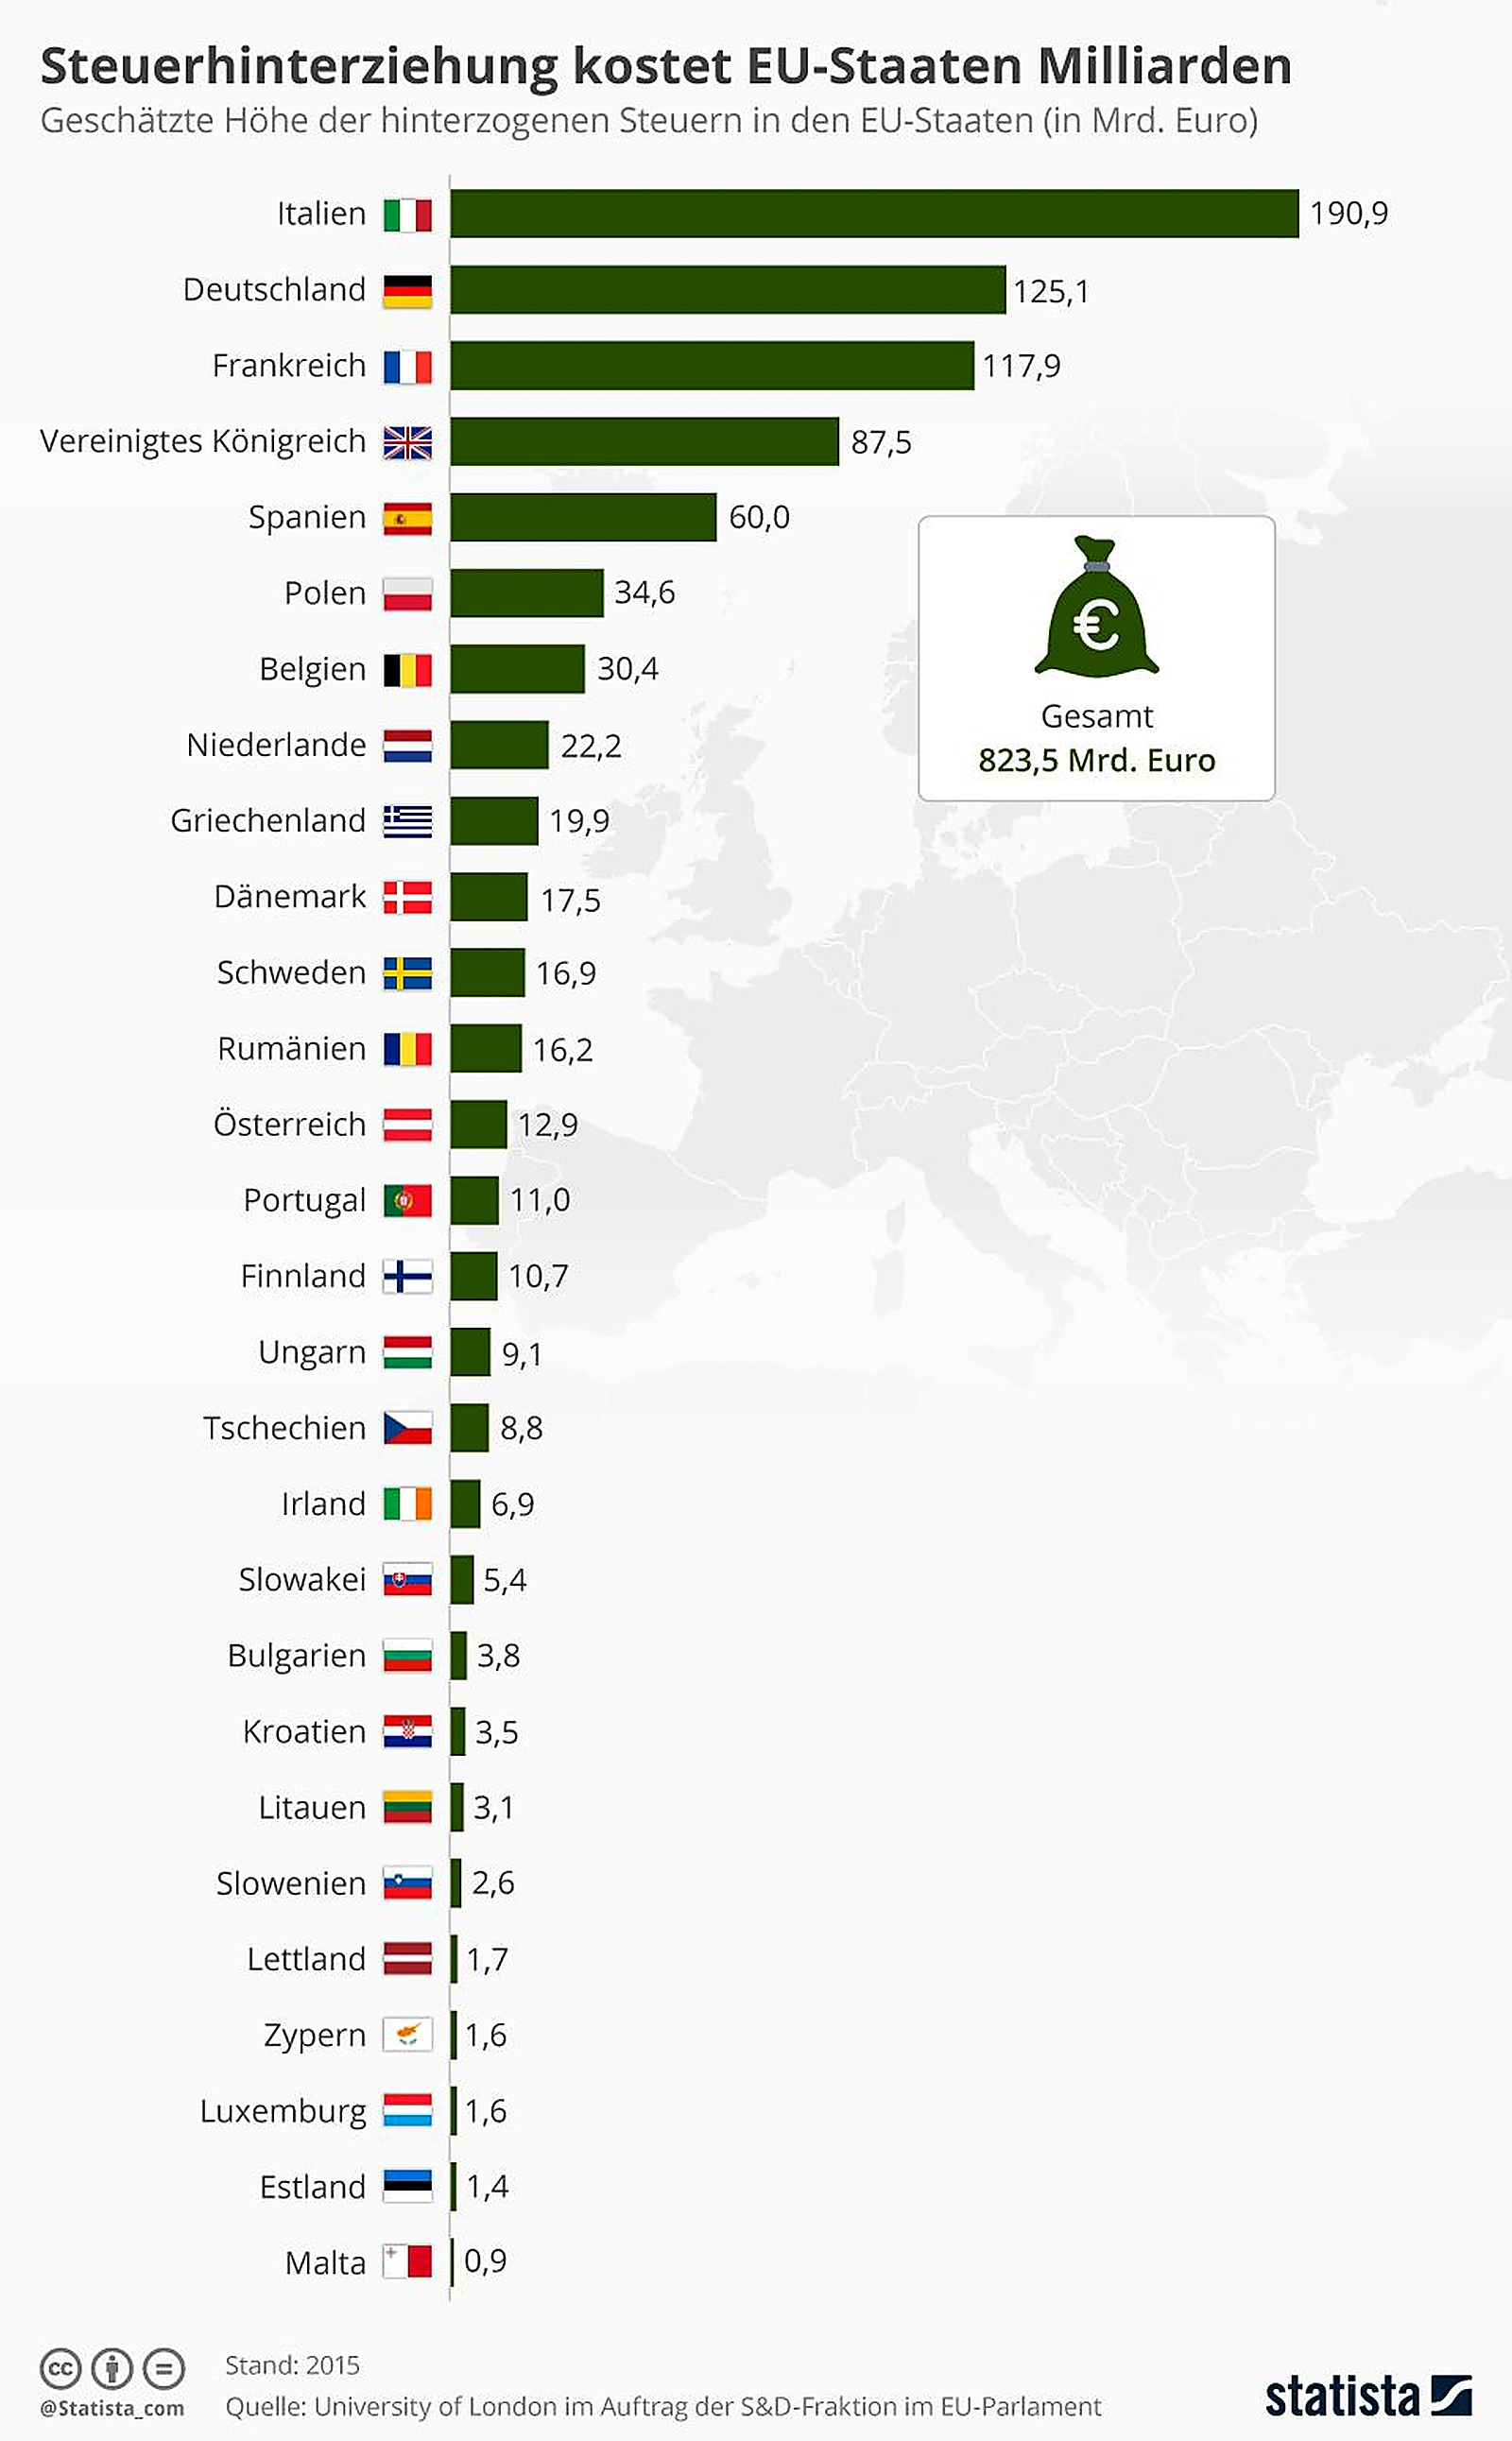 Steuerhinterziehung kostet EU-Staaten Milliarden
Geschätzte Höhe der hinterzogenen Steuern in den EU-Staaten (in Mrd. Euro)
Italien 190,9
Deutschland 125,1
Frankreich 117,9
Vereinigtes Königreich 87,5
Spanien 60,0
Polen 34,6
Belgien 30,4
Niederlande 22,2
Griechenland 19,9
Dänemark 17,5
Schweden 16,9
Rumänien 16,2
Österreich 12,9
Portugal 11,0
Finnland 10,7
Ungarn 9,1
Tschechien 8,8
Irland 6,9
Slowakei 5,4
Bulgarien 3,8
Kroatien 3,5
Litauen 3,1
Slowenien 2,6
Lettland 1,7
Zypern 1,6
Luxemburg 1,6
Estland 1,4
Malta 0,9
€
Gesamt
823,5 Mrd. Euro
cc
@Statista_com
Stand: 2015
Quelle: University of London im Auftrag der S&D-Fraktion im EU-Parlament
statista